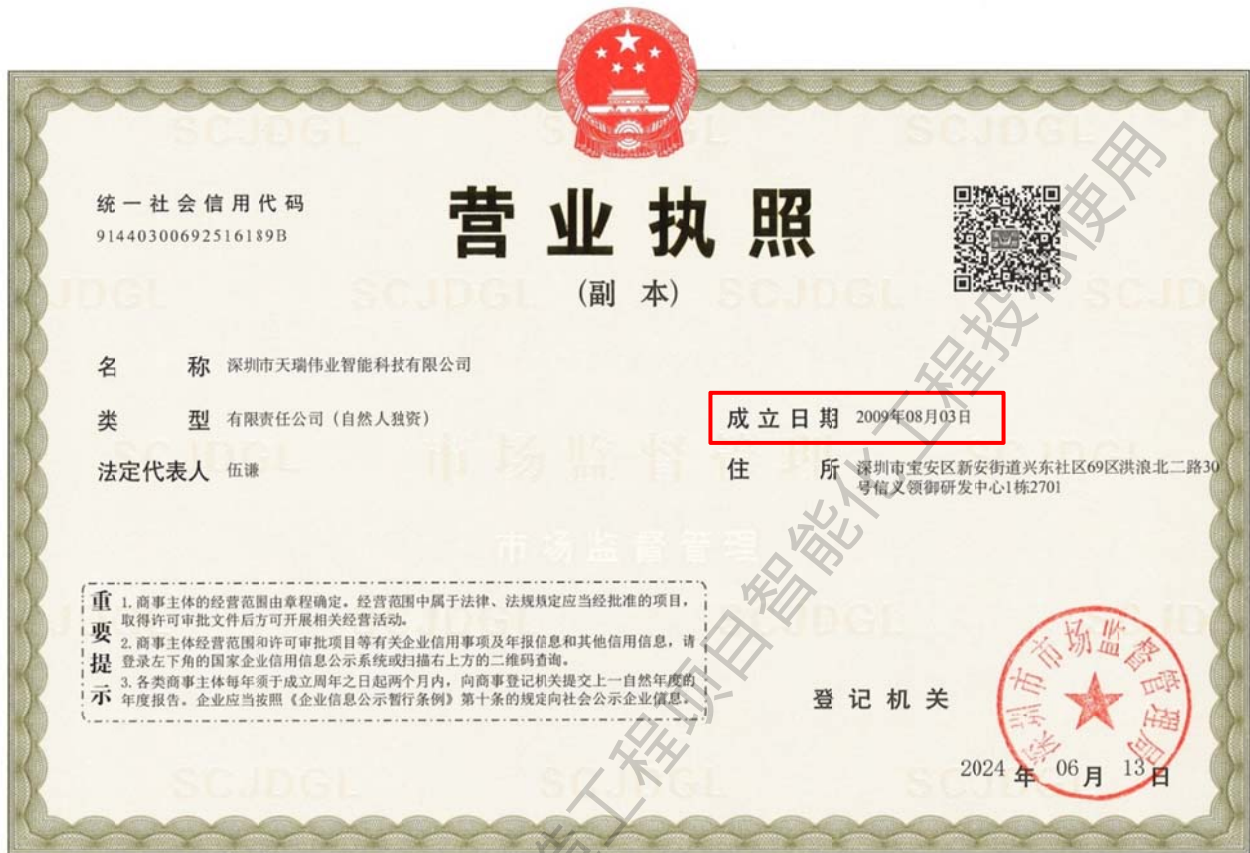 统一社会信用代码
91440300692516189B
营业执照
(副 本)
名 称 深圳市天瑞伟业智能科技有限公司
类 型 有限责任公司（自然人独资）
成立日期 2009年08月03日
法定代表人 伍谦
住 所 深圳市宝安区新安街道兴东社区69区洪浪北二路30
号信义领御研发中心1栋2701
重要提示
1. 商事主体的经营范围由章程确定。经营范围中属于法律、法规规定应当经批准的项目，
取得许可审批文件后方可开展相关经营活动。
2. 商事主体经营范围和许可审批项目等有关企业信用事项及年报信息和其他信用信息，请
登录左下角的国家企业信用信息公示系统或扫描右上方的二维码查询。
3. 各类商事主体每年须于成立周年之日起两个月内，向商事登记机关提交上一自然年度的
年度报告。企业应当按照《企业信息公示暂行条例》第十条的规定向社会公示企业信息。
登记机关
深圳市市场监督管理局
2024 年 06 月 13 日
SCJDGL
市场监督管理
造工程项目智能化工程投标使用